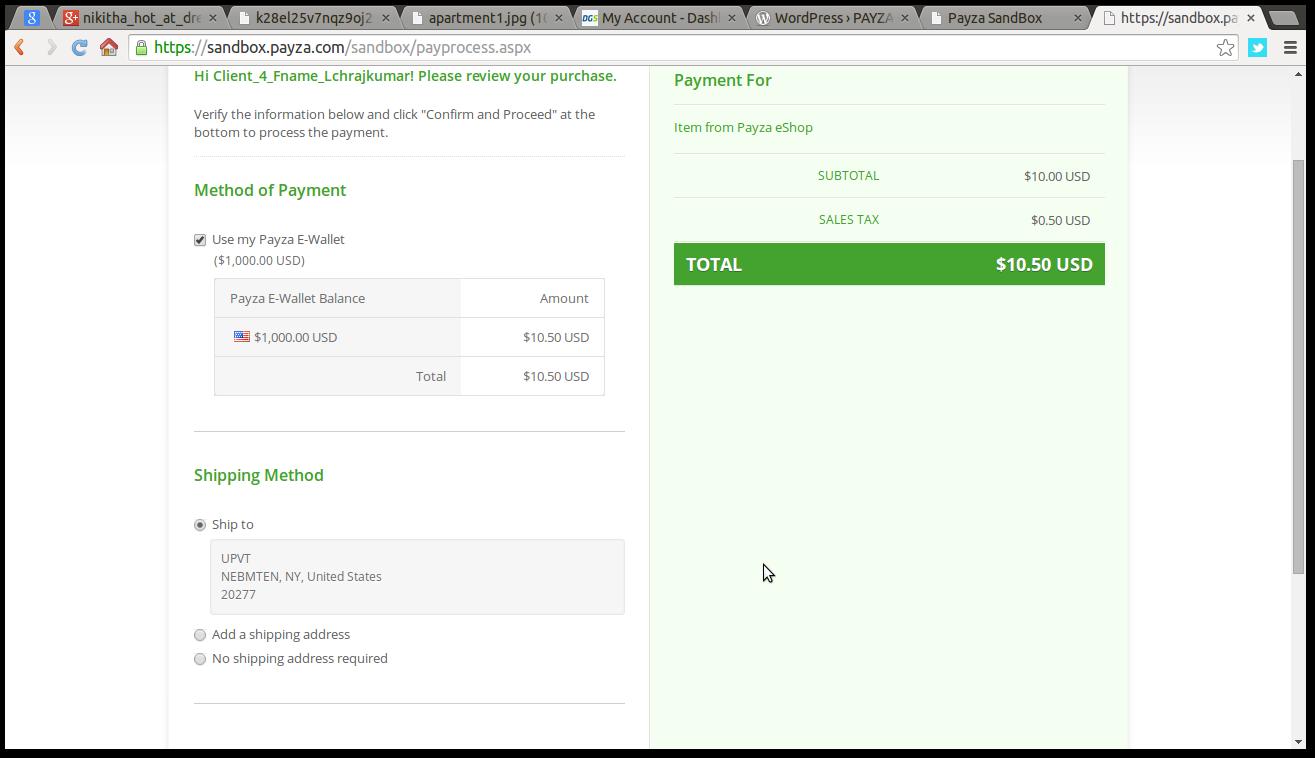 nikitha_hot_at_dre
k28el25v7nqz9oj2
apartment1.jpg (10
DGS My Account - Dash
WordPress › PAYZA
Payza SandBox
https://sandbox.pa
https://sandbox.payza.com/sandbox/payprocess.aspx
Hi Client_4_Fname_Lchrajkumar! Please review your purchase.
Verify the information below and click "Confirm and Proceed" at the
bottom to process the payment.
Method of Payment
Use my Payza E-Wallet
($1,000.00 USD)
Payza E-Wallet Balance Amount
$1,000.00 USD $10.50 USD
Total $10.50 USD
Shipping Method
Ship to
UPVT
NEBMTEN, NY, United States
20277
Add a shipping address
No shipping address required
Payment For
Item from Payza eShop
SUBTOTAL $10.00 USD
SALES TAX $0.50 USD
TOTAL $10.50 USD